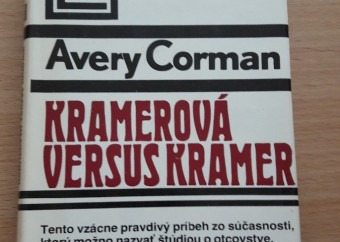 Avery Corman
KRAMEROVÁ
VERSUS KRAMER
Tento vzácne pravdivý príbeh zo súčasnosti,
ktorý možno nazvať štúdiou o otcovstve,